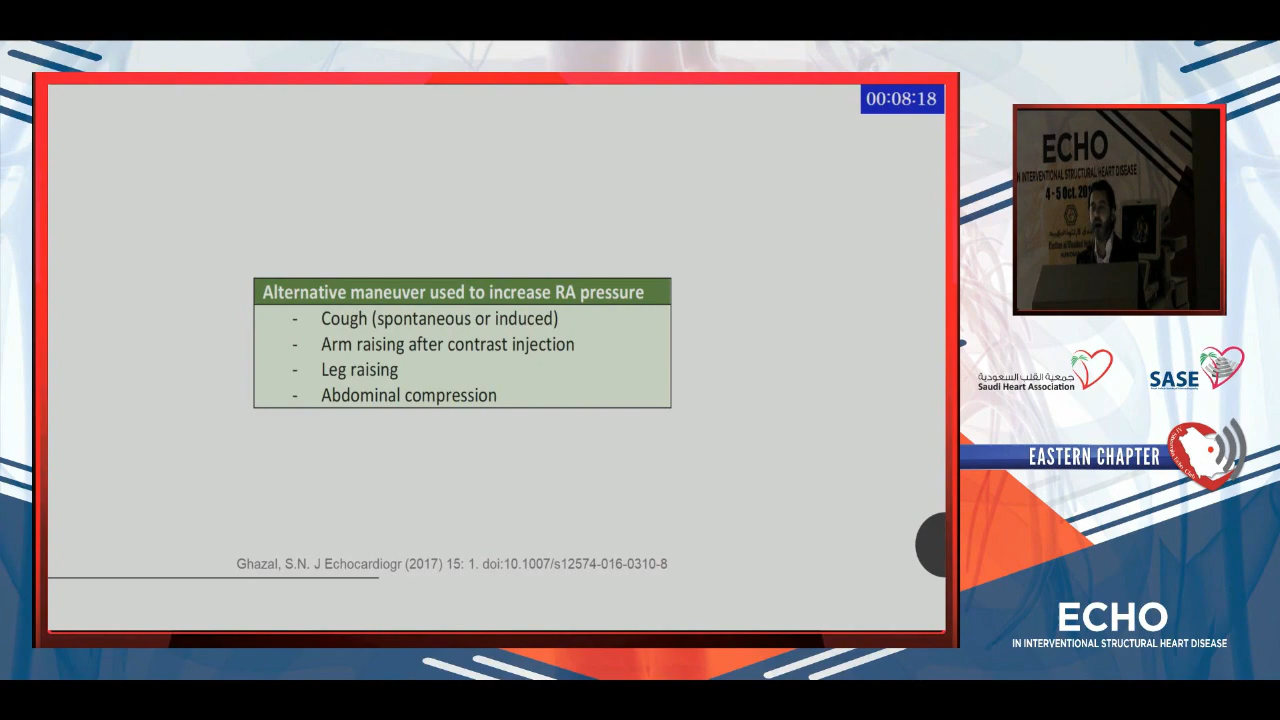 00:08:18
Alternative maneuver used to increase RA pressure
- Cough (spontaneous or induced)
- Arm raising after contrast injection
- Leg raising
- Abdominal compression
Ghazal, S.N. J Echocardiogr (2017) 15: 1. doi:10.1007/s12574-016-0310-8
ECHO
IN INTERVENTIONAL STRUCTURAL HEART DISEASE
4 - 5 Oct.
جمعية القلب السعودية
Saudi Heart Association
SASE
EASTERN CHAPTER
ECHO
IN INTERVENTIONAL STRUCTURAL HEART DISEASE